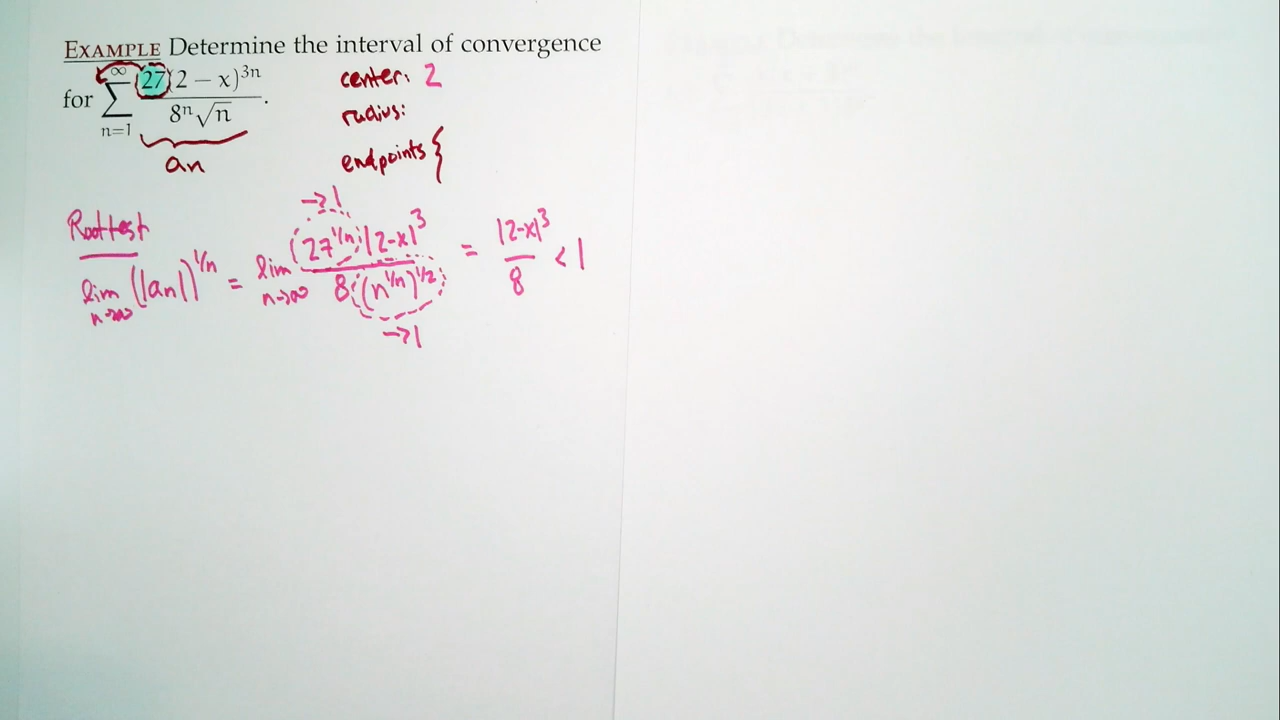 EXAMPLE Determine the interval of convergence
for ∑_{n=1}^{∞} (27)(2 − x)^{3n} / 8^n √n .
an
center: 2
radius:
endpoints {
Root test
lim_{n→∞} (|an|)^{1/n} = lim_{n→∞} (27^{1/n}) |2-x|^3 / 8 · (n^{1/n})^{1/2} = |2-x|^3 / 8 < 1
→1
→1